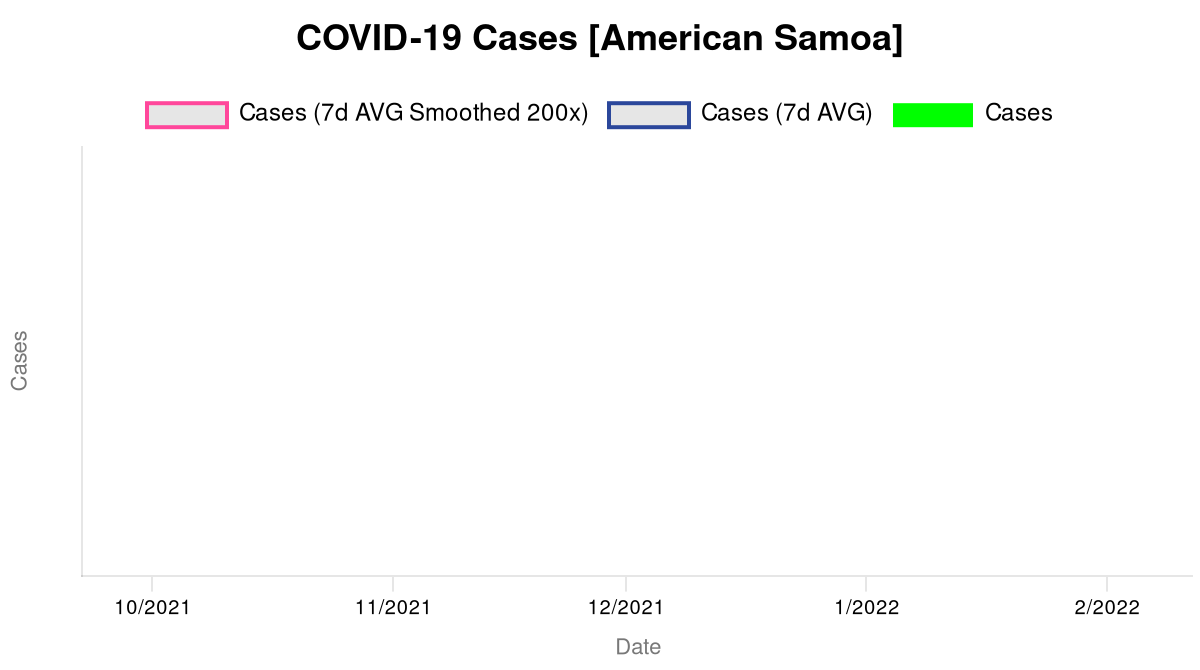 COVID-19 Cases [American Samoa]
Cases (7d AVG Smoothed 200x) Cases (7d AVG) Cases
Cases
10/2021 11/2021 12/2021 1/2022 2/2022
Date